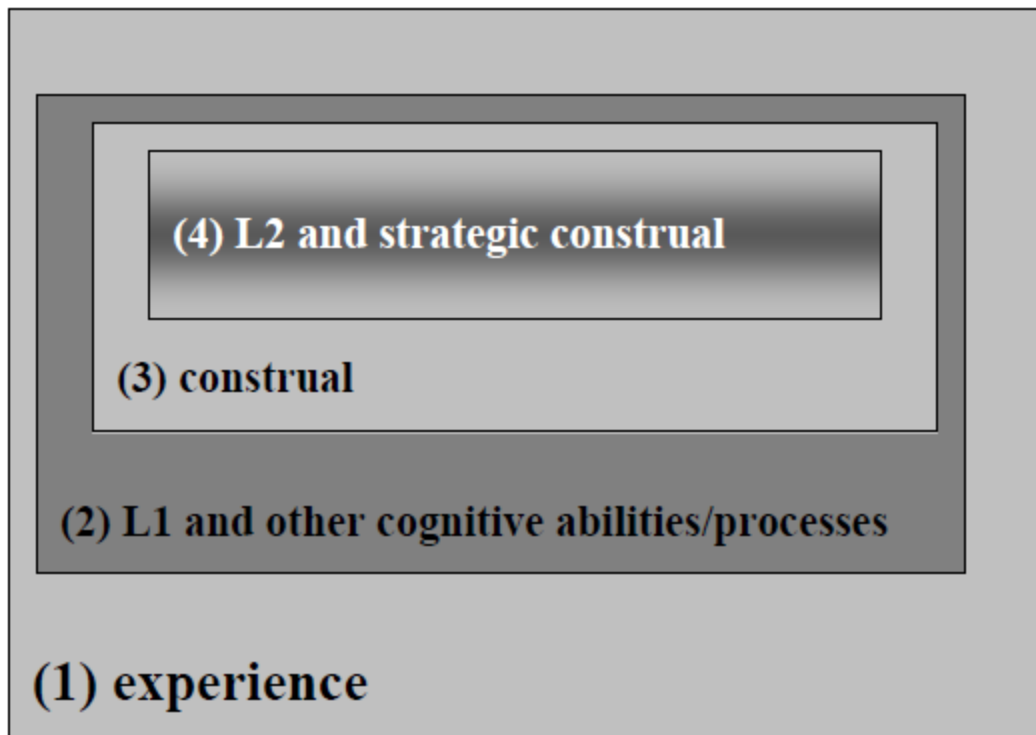 (4) L2 and strategic construal
(3) construal
(2) L1 and other cognitive abilities/processes
(1) experience